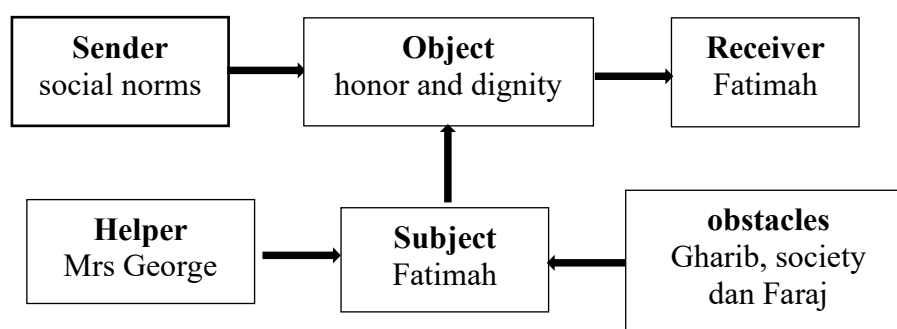 Sender
social norms
Object
honor and dignity
Receiver
Fatimah
Helper
Mrs George
Subject
Fatimah
obstacles
Gharib, society
dan Faraj